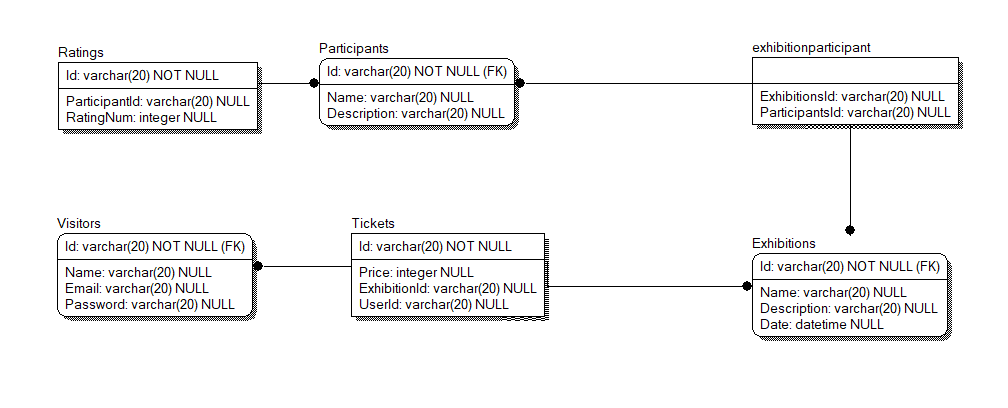 Ratings
Id: varchar(20) NOT NULL
ParticipantId: varchar(20) NULL
RatingNum: integer NULL
Participants
Id: varchar(20) NOT NULL (FK)
Name: varchar(20) NULL
Description: varchar(20) NULL
exhibitionparticipant
ExhibitionsId: varchar(20) NULL
ParticipantsId: varchar(20) NULL
Visitors
Id: varchar(20) NOT NULL (FK)
Name: varchar(20) NULL
Email: varchar(20) NULL
Password: varchar(20) NULL
Tickets
Id: varchar(20) NOT NULL
Price: integer NULL
ExhibitionId: varchar(20) NULL
UserId: varchar(20) NULL
Exhibitions
Id: varchar(20) NOT NULL (FK)
Name: varchar(20) NULL
Description: varchar(20) NULL
Date: datetime NULL